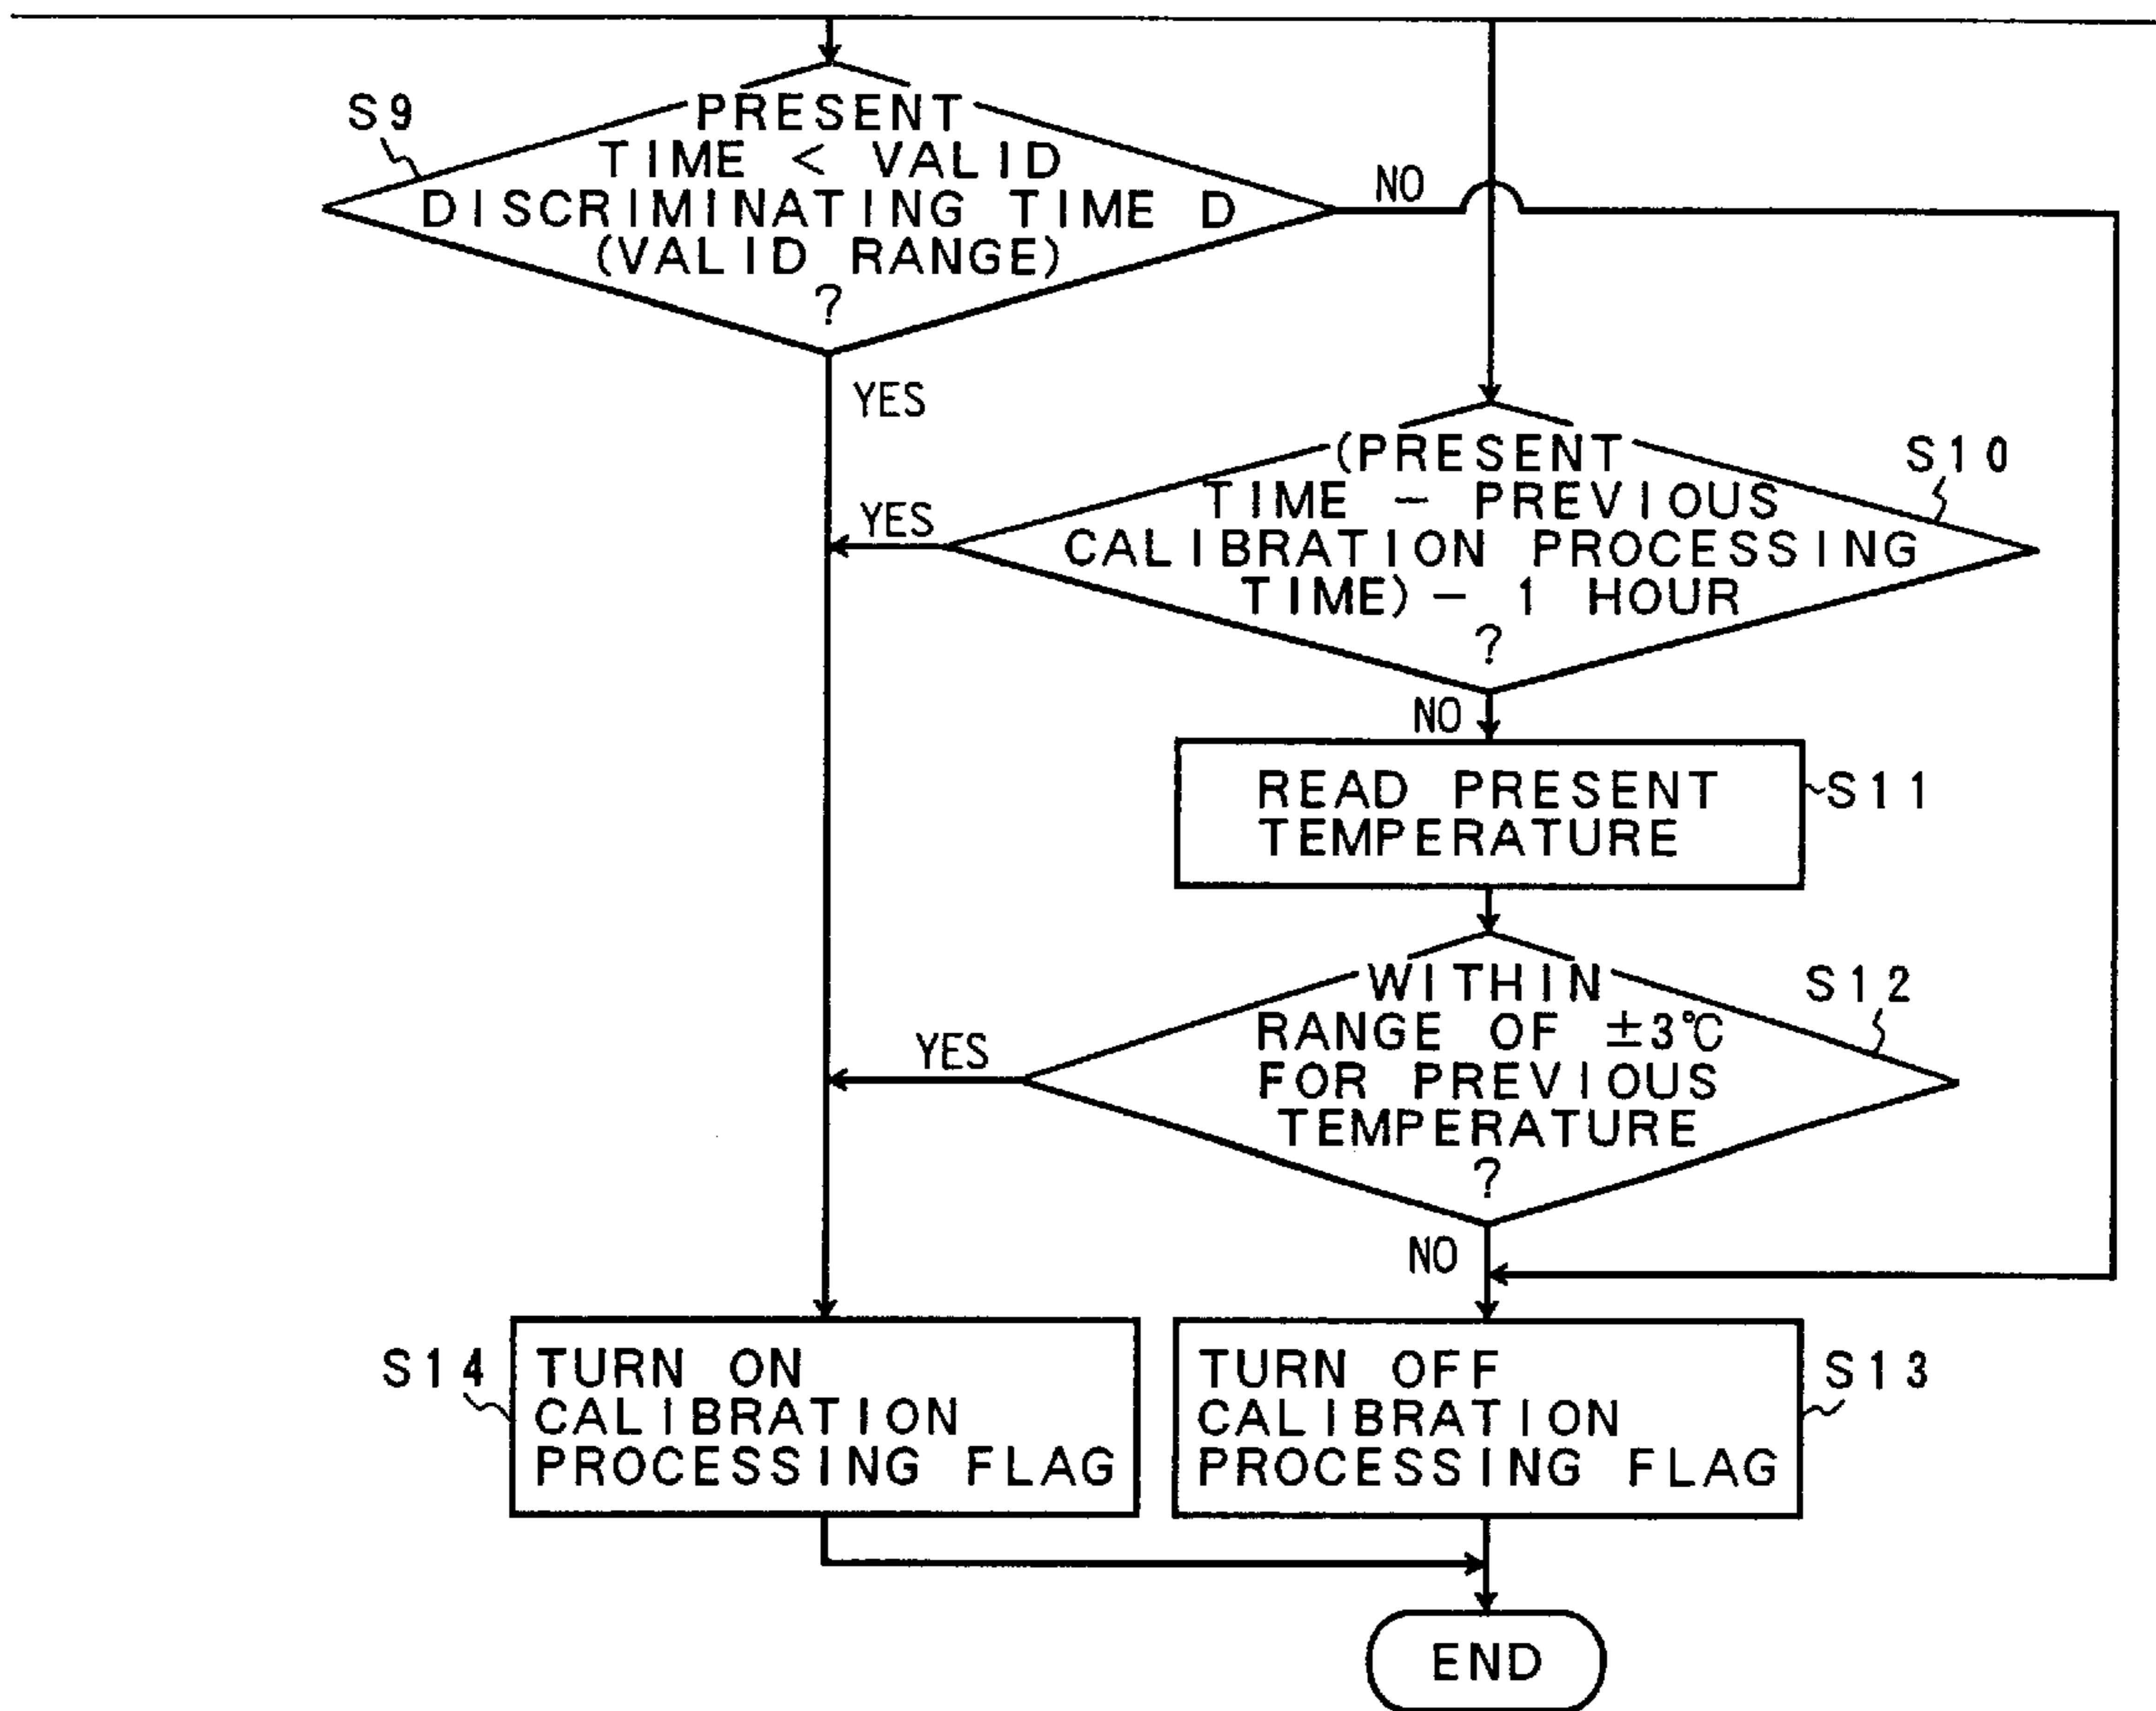 S9
PRESENT
TIME < VALID
DISCRIMINATING TIME D
(VALID RANGE)
?
NO
YES
S10
(PRESENT
TIME - PREVIOUS
CALIBRATION PROCESSING
TIME) - 1 HOUR
?
YES
NO
READ PRESENT
TEMPERATURE
S11
S12
WITHIN
RANGE OF ±3℃
FOR PREVIOUS
TEMPERATURE
?
YES
NO
S14
TURN ON
CALIBRATION
PROCESSING FLAG
TURN OFF
CALIBRATION
PROCESSING FLAG
S13
END